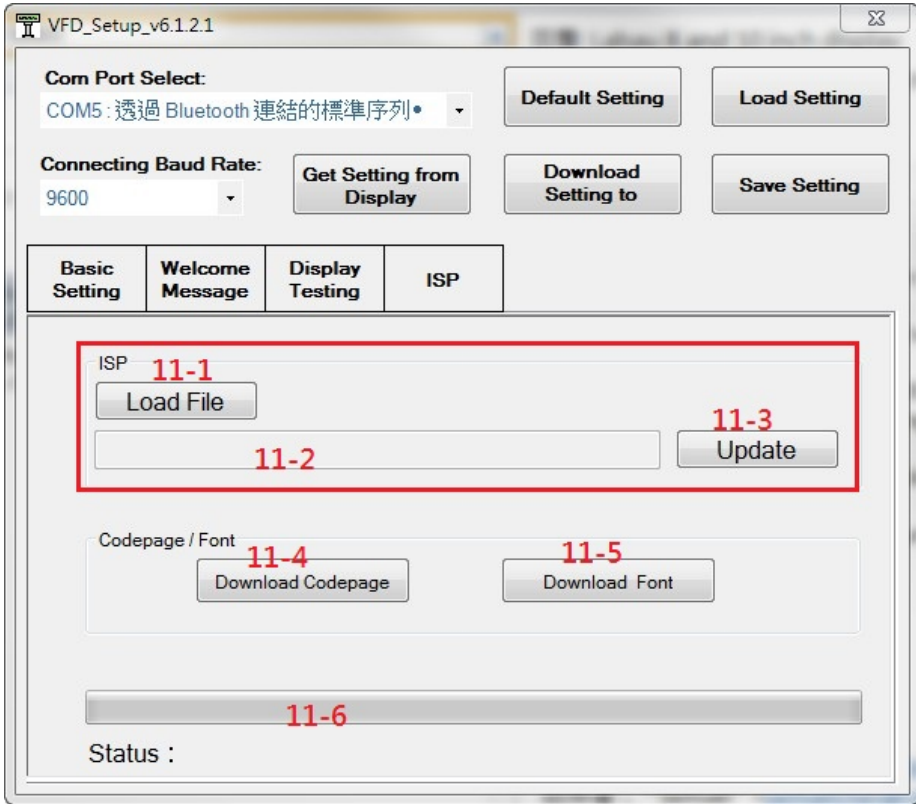 VFD_Setup_v6.1.2.1
Com Port Select:
COM5 : 透過 Bluetooth 連結的標準序列•
Default Setting
Load Setting
Connecting Baud Rate:
9600
Get Setting from
Display
Download
Setting to
Save Setting
Basic
Setting
Welcome
Message
Display
Testing
ISP
ISP
11-1
Load File
11-2
11-3
Update
Codepage / Font
11-4
Download Codepage
11-5
Download Font
11-6
Status :